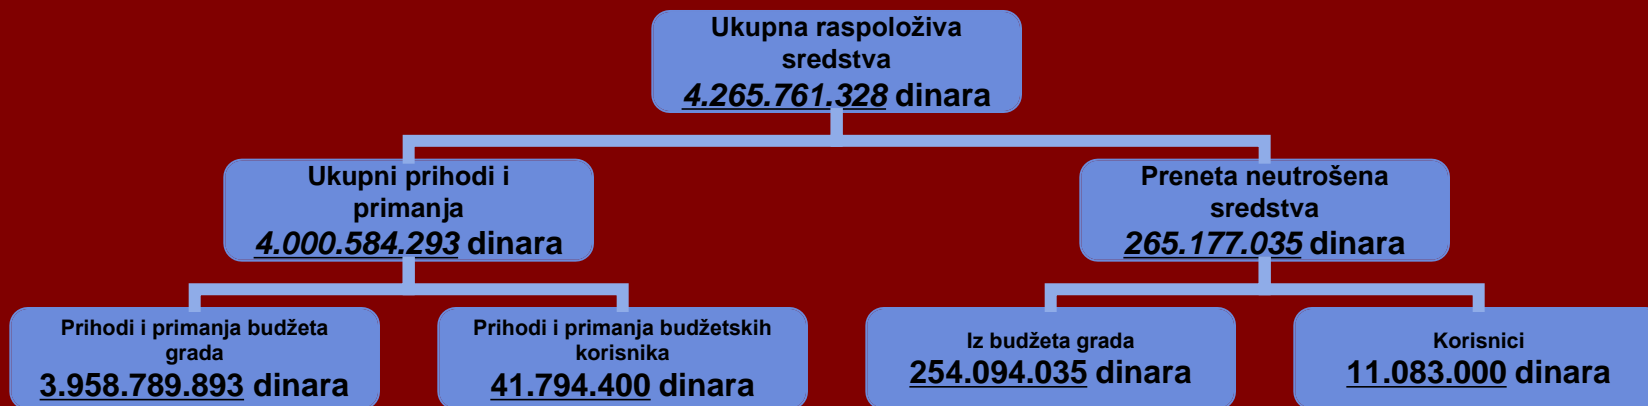 Ukupna raspoloživa
sredstva
4.265.761.328 dinara
Ukupni prihodi i
primanja
4.000.584.293 dinara
Preneta neutrošena
sredstva
265.177.035 dinara
Prihodi i primanja budžeta
grada
3.958.789.893 dinara
Prihodi i primanja budžetskih
korisnika
41.794.400 dinara
Iz budžeta grada
254.094.035 dinara
Korisnici
11.083.000 dinara